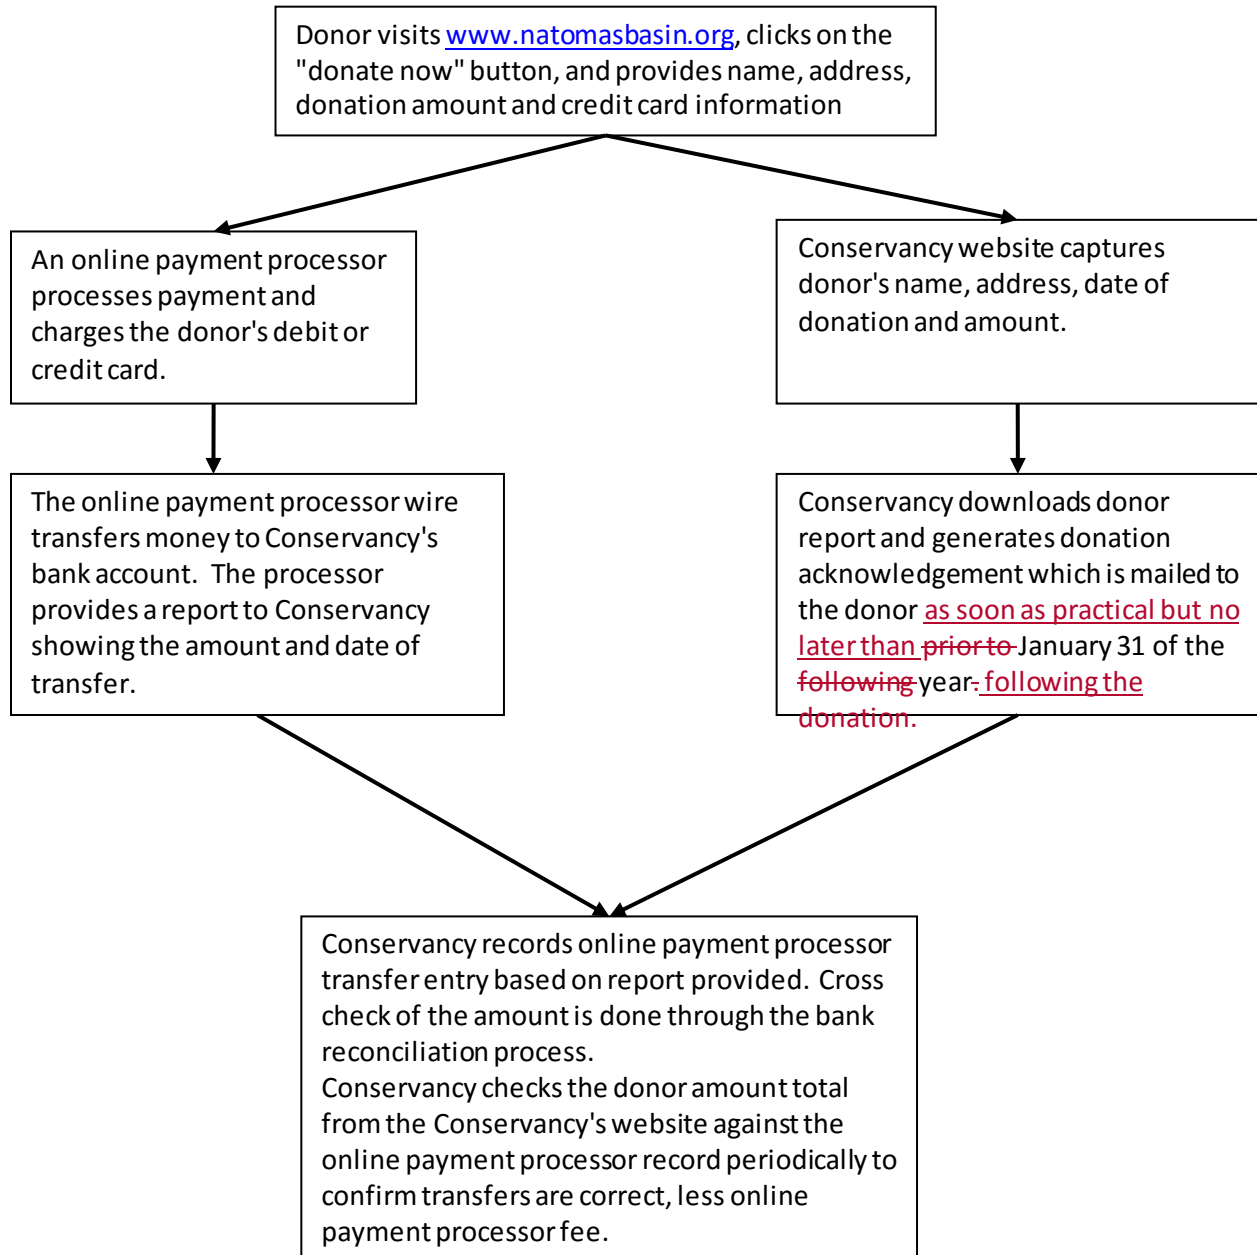 Donor visits www.natomasbasin.org, clicks on the
"donate now" button, and provides name, address,
donation amount and credit card information
An online payment processor
processes payment and
charges the donor's debit or
credit card.
Conservancy website captures
donor's name, address, date of
donation and amount.
The online payment processor wire
transfers money to Conservancy's
bank account.  The processor
provides a report to Conservancy
showing the amount and date of
transfer.
Conservancy downloads donor
report and generates donation
acknowledgement which is mailed to
the donor as soon as practical but no
later than prior to January 31 of the
following year. following the
donation.
Conservancy records online payment processor
transfer entry based on report provided.  Cross
check of the amount is done through the bank
reconciliation process.
Conservancy checks the donor amount total
from the Conservancy's website against the
online payment processor record periodically to
confirm transfers are correct, less online
payment processor fee.